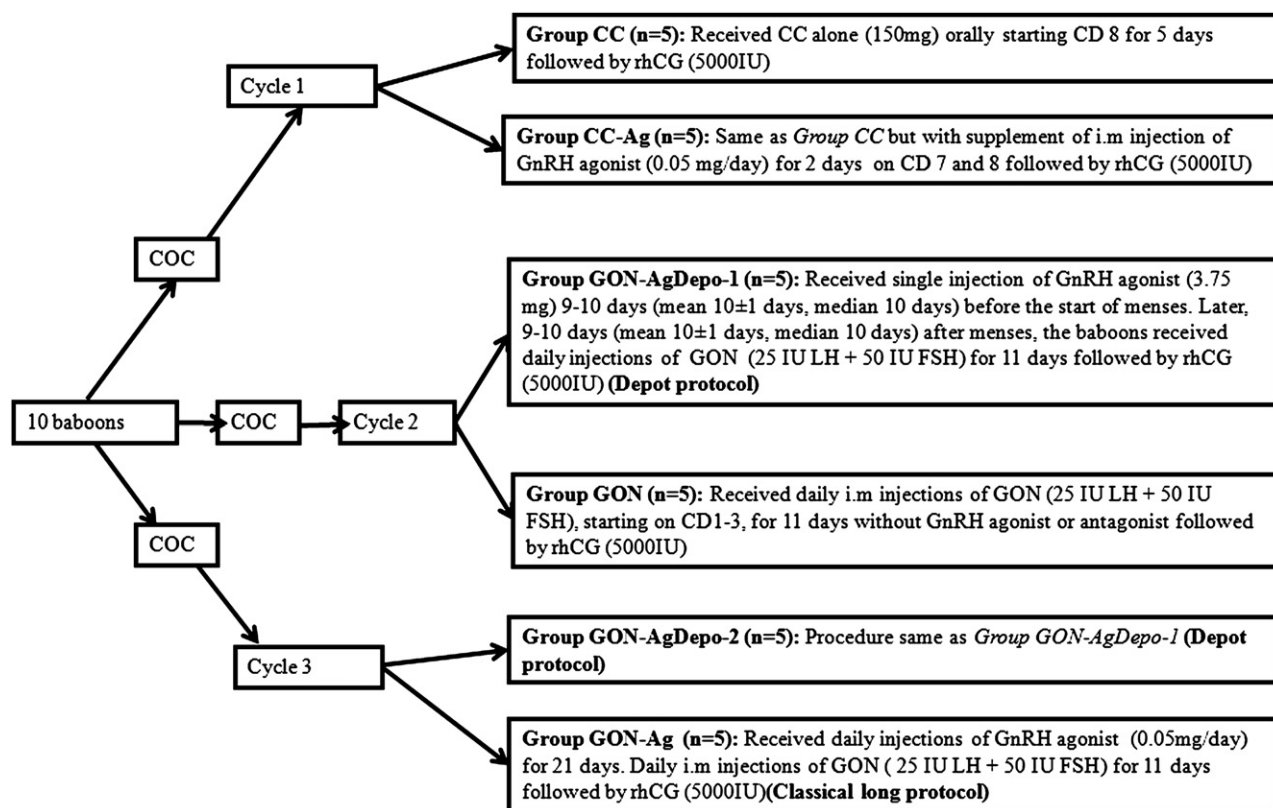 Group CC (n=5): Received CC alone (150mg) orally starting CD 8 for 5 days
followed by rhCG (5000IU)
Cycle 1
Group CC-Ag (n=5): Same as Group CC but with supplement of i.m injection of
GnRH agonist (0.05 mg/day) for 2 days on CD 7 and 8 followed by rhCG (5000IU)
COC
Group GON-AgDepo-1 (n=5): Received single injection of GnRH agonist (3.75
mg) 9-10 days (mean 10±1 days, median 10 days) before the start of menses. Later,
9-10 days (mean 10±1 days, median 10 days) after menses, the baboons received
daily injections of GON (25 IU LH + 50 IU FSH) for 11 days followed by rhCG
(5000IU) (Depot protocol)
10 baboons
COC
Cycle 2
Group GON (n=5): Received daily i.m injections of GON (25 IU LH + 50 IU
FSH), starting on CD1-3, for 11 days without GnRH agonist or antagonist followed
by rhCG (5000IU)
COC
Group GON-AgDepo-2 (n=5): Procedure same as Group GON-AgDepo-1 (Depot
protocol)
Cycle 3
Group GON-Ag (n=5): Received daily injections of GnRH agonist (0.05mg/day)
for 21 days. Daily i.m injections of GON ( 25 IU LH + 50 IU FSH) for 11 days
followed by rhCG (5000IU)(Classical long protocol)